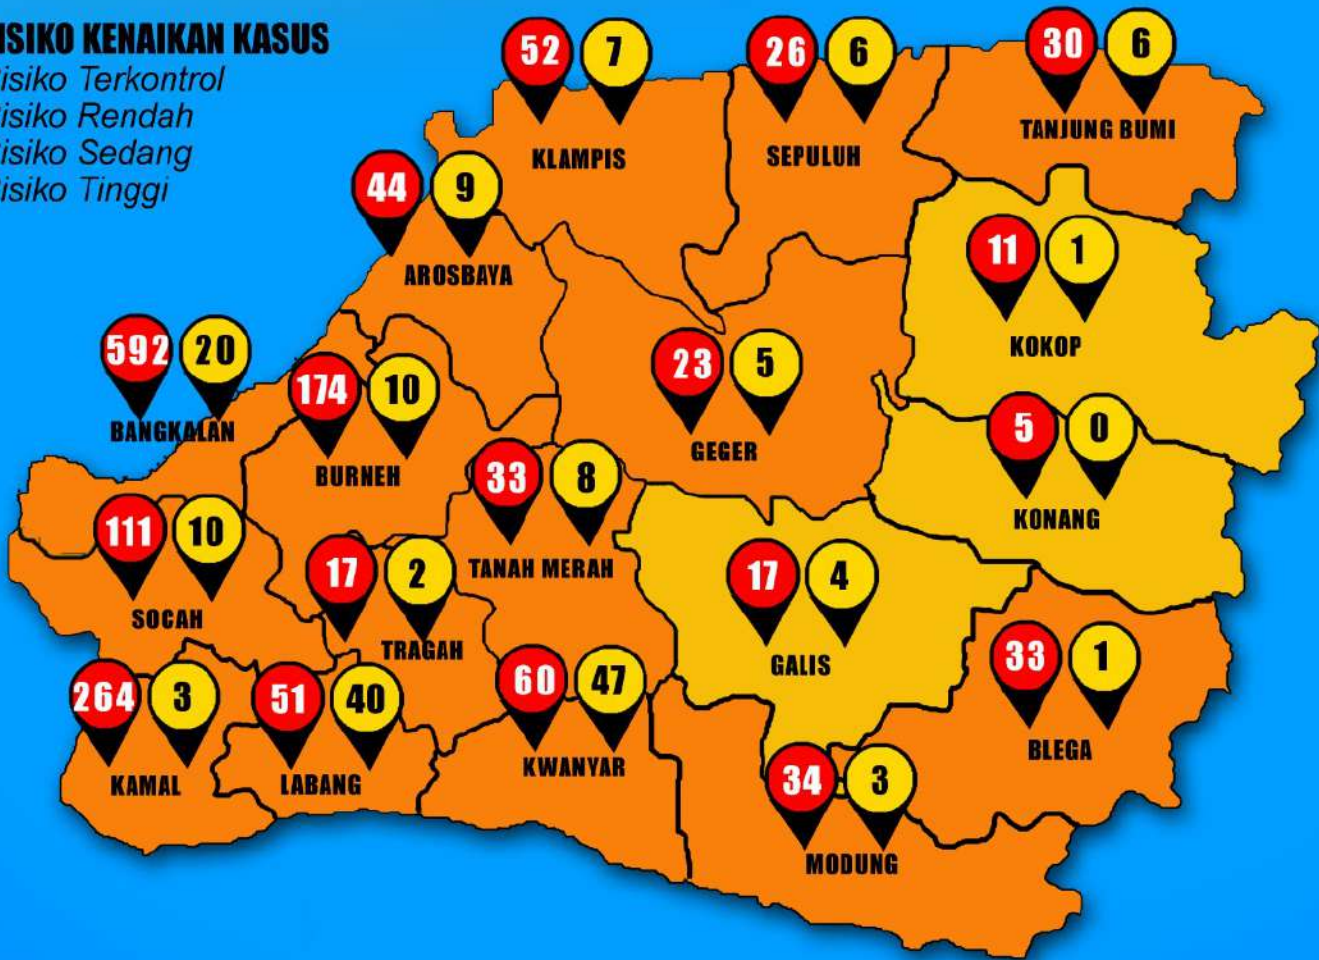 ISIKO KENAIKAN KASUS
isiko Terkontrol
isiko Rendah
isiko Sedang
isiko Tinggi
52 7
KLAMPIS
26 6
SEPULUH
30 6
TANJUNG BUMI
44 9
AROSBAYA
11 1
KOKOP
592 20
BANGKALAN
174 10
BURNEH
23 5
GEGER
5 0
KONANG
33 8
TANAH MERAH
111 10
SOCAH
17 2
TRAGAH
17 4
GALIS
33 1
BLEGA
264 3
KAMAL
51 40
LABANG
60 47
KWANYAR
34 3
MODUNG